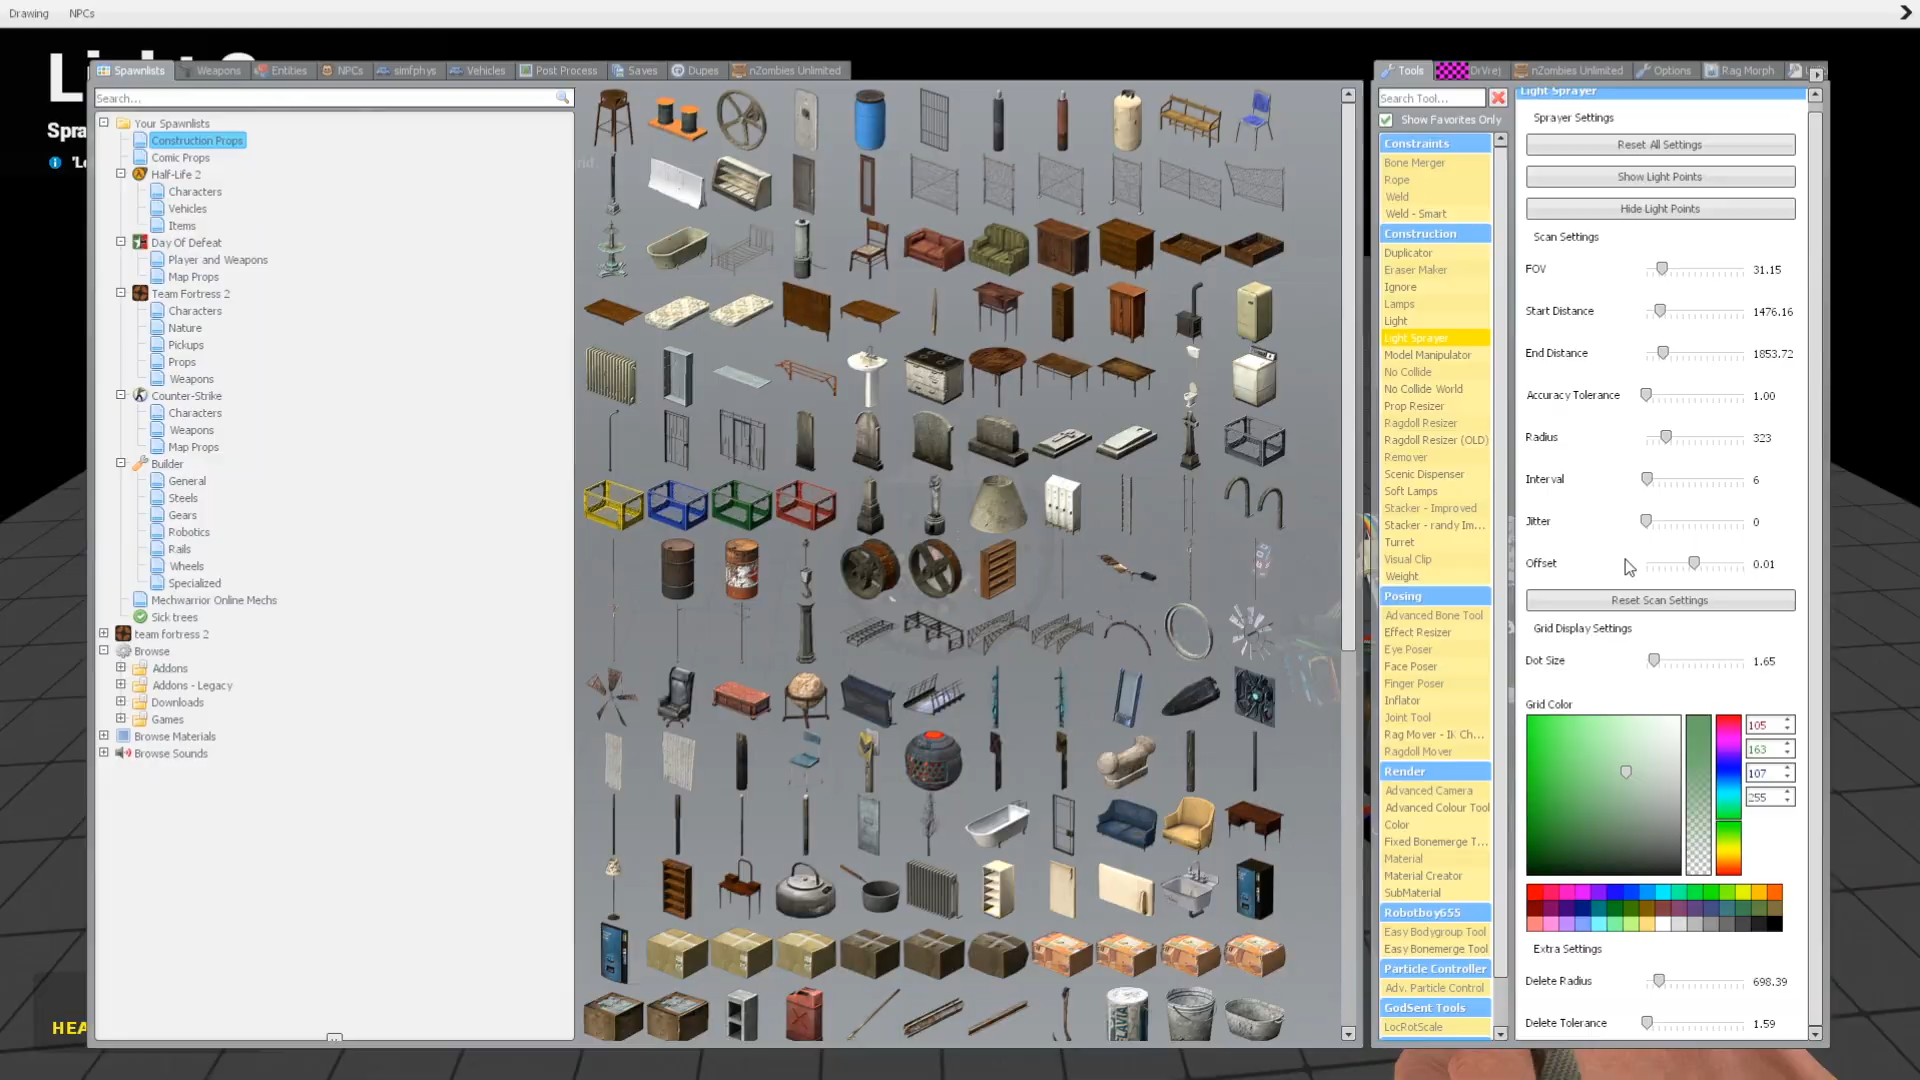 Drawing NPCs
Spawnlists Weapons Entities NPCs simfphys Vehicles Post Process Saves Dupes nZombies Unlimited
Search...
Your Spawnlists
Construction Props
Comic Props
Half-Life 2
Characters
Vehicles
Items
Day Of Defeat
Player and Weapons
Map Props
Team Fortress 2
Characters
Nature
Pickups
Props
Weapons
Counter-Strike
Characters
Weapons
Map Props
Builder
General
Steels
Gears
Robotics
Rails
Wheels
Specialized
Mechwarrior Online Mechs
Sick trees
team fortress 2
Browse
Addons
Addons - Legacy
Downloads
Games
Browse Materials
Browse Sounds
HEA
Tools DrVrej nZombies Unlimited Options Rag Morph
Search Tool...
Show Favorites Only
Constraints
Bone Merger
Rope
Weld
Weld - Smart
Construction
Duplicator
Eraser Maker
Ignore
Lamps
Light
Light Sprayer
Model Manipulator
No Collide
No Collide World
Prop Resizer
Ragdoll Resizer
Ragdoll Resizer (OLD)
Remover
Scenic Dispenser
Soft Lamps
Stacker - Improved
Stacker - randy Im...
Turret
Visual Clip
Weight
Posing
Advanced Bone Tool
Effect Resizer
Eye Poser
Face Poser
Finger Poser
Inflator
Joint Tool
Rag Mover - Ik Ch...
Ragdoll Mover
Render
Advanced Camera
Advanced Colour Tool
Color
Fixed Bonemerge T...
Material
Material Creator
SubMaterial
Robotboy655
Easy Bodygroup Tool
Easy Bonemerge Tool
Particle Controller
Adv. Particle Control
GodSent Tools
LocRotScale
Light Sprayer
Sprayer Settings
Reset All Settings
Show Light Points
Hide Light Points
Scan Settings
FOV 31.15
Start Distance 1476.16
End Distance 1853.72
Accuracy Tolerance 1.00
Radius 323
Interval 6
Jitter 0
Offset 0.01
Reset Scan Settings
Grid Display Settings
Dot Size 1.65
Grid Color
105
163
107
255
Extra Settings
Delete Radius 698.39
Delete Tolerance 1.59